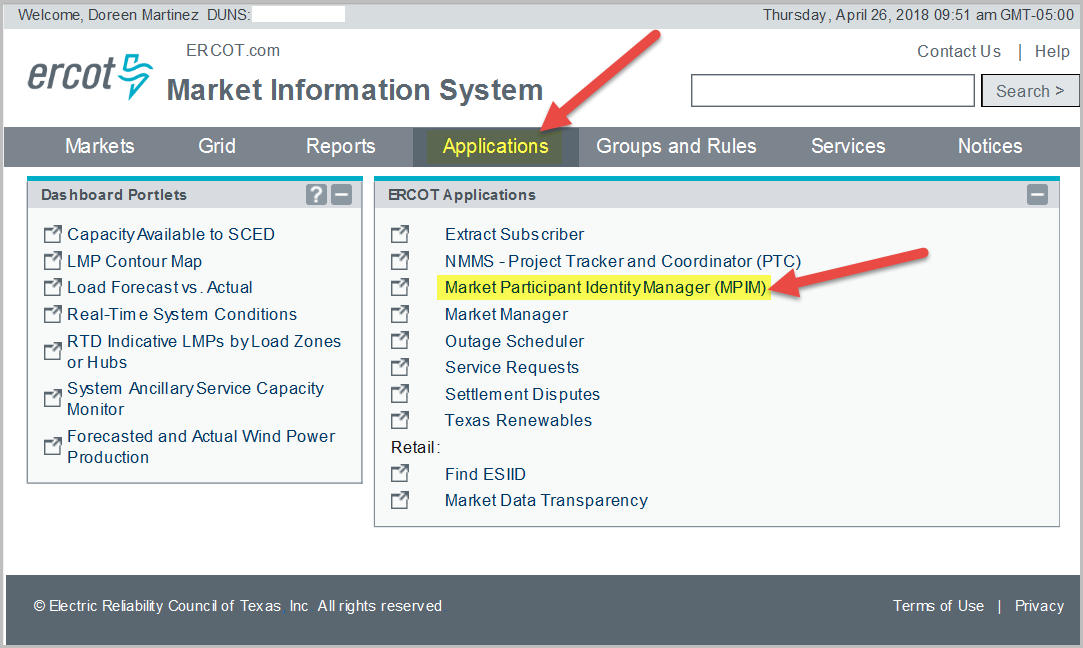 Welcome, Doreen Martinez DUNS:
Thursday, April 26, 2018 09:51 am GMT-05:00
ercot
ERCOT.com
Market Information System
Contact Us | Help
Search >
Markets Grid Reports Applications Groups and Rules Services Notices
Dashboard Portlets ?
Capacity Available to SCED
LMP Contour Map
Load Forecast vs. Actual
Real-Time System Conditions
RTD Indicative LMPs by Load Zones
or Hubs
System Ancillary Service Capacity
Monitor
Forecasted and Actual Wind Power
Production
ERCOT Applications
Extract Subscriber
NMMS - Project Tracker and Coordinator (PTC)
Market Participant Identity Manager (MPIM)
Market Manager
Outage Scheduler
Service Requests
Settlement Disputes
Texas Renewables
Retail:
Find ESIID
Market Data Transparency
© Electric Reliability Council of Texas Inc All rights reserved
Terms of Use | Privacy